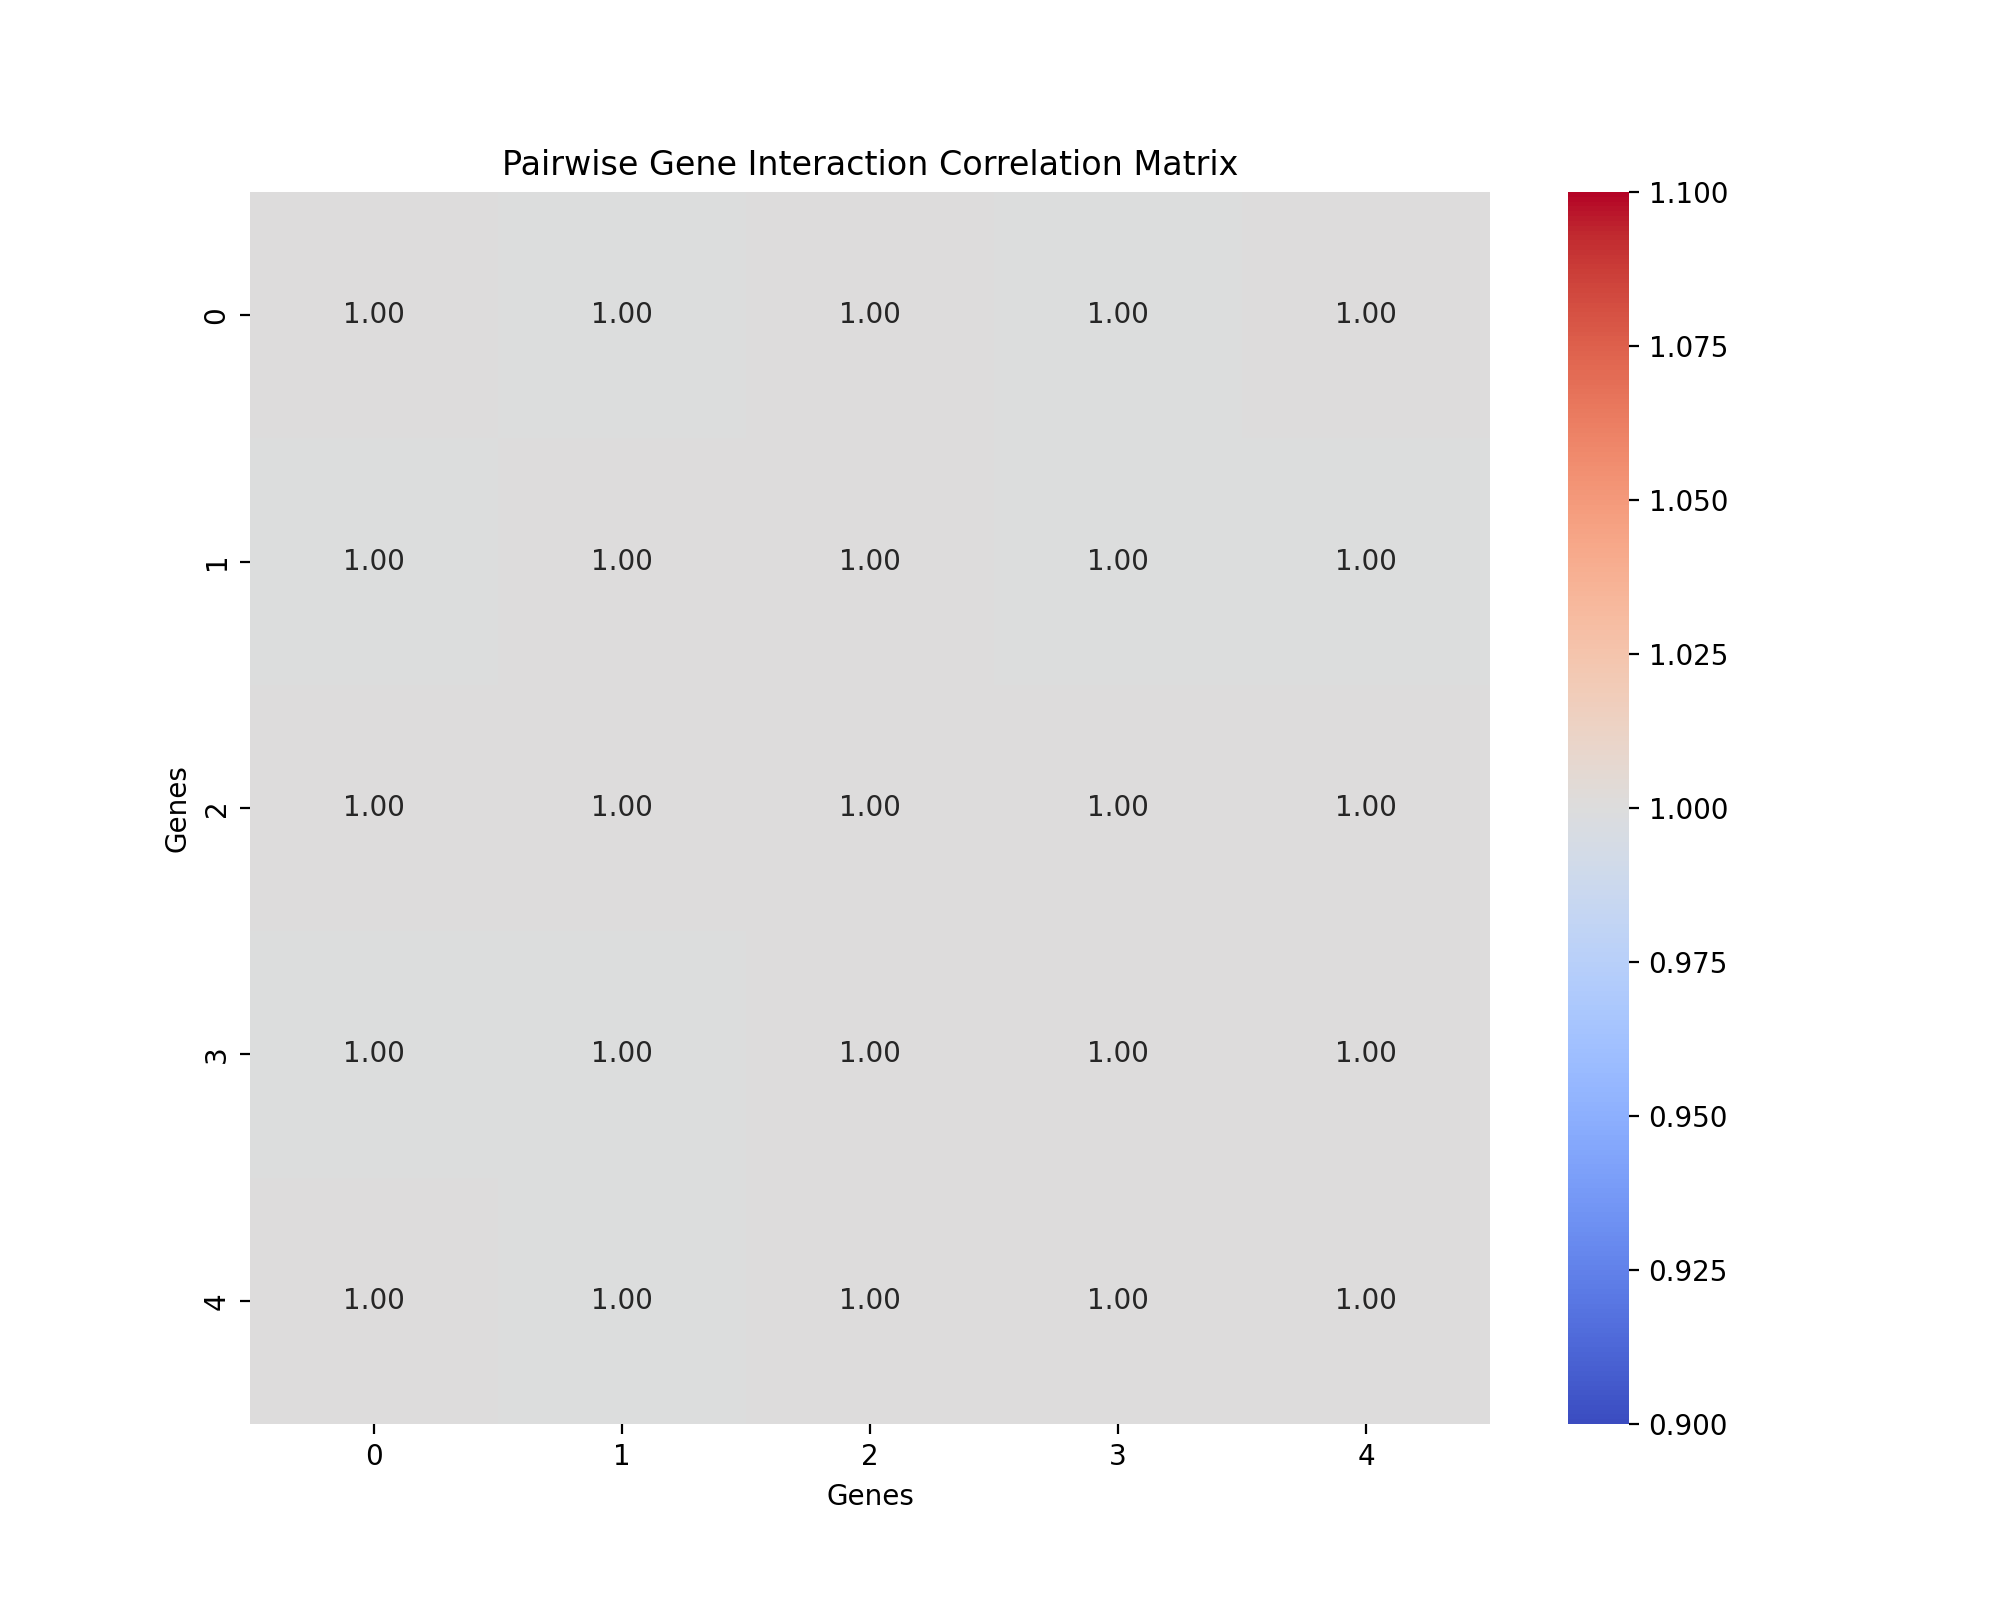 Pairwise Gene Interaction Correlation Matrix
0 1.00 1.00 1.00 1.00 1.00
1 1.00 1.00 1.00 1.00 1.00
2 1.00 1.00 1.00 1.00 1.00
3 1.00 1.00 1.00 1.00 1.00
4 1.00 1.00 1.00 1.00 1.00
Genes
0 1 2 3 4
Genes
1.100
1.075
1.050
1.025
1.000
0.975
0.950
0.925
0.900